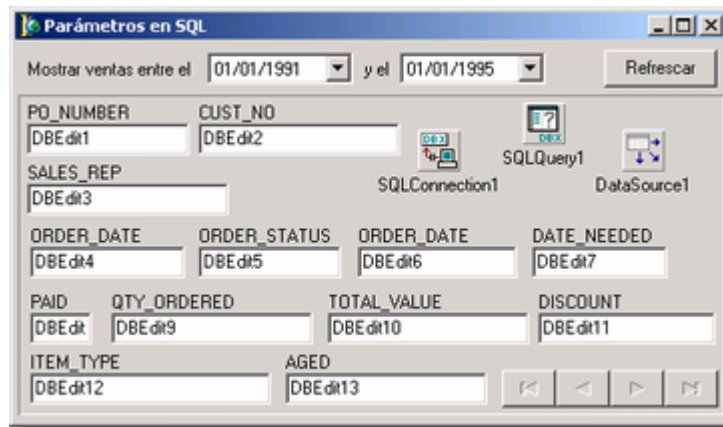 Parámetros en SQL
Mostrar ventas entre el 01/01/1991 y el 01/01/1995 Refrescar
PO_NUMBER CUST_NO
DBEdit1 DBEdit2
SQLConnection1 SQLQuery1 DataSource1
SALES_REP
DBEdit3
ORDER_DATE ORDER_STATUS ORDER_DATE DATE_NEEDED
DBEdit4 DBEdit5 DBEdit6 DBEdit7
PAID QTY_ORDERED TOTAL_VALUE DISCOUNT
DBEdit DBEdit9 DBEdit10 DBEdit11
ITEM_TYPE AGED
DBEdit12 DBEdit13